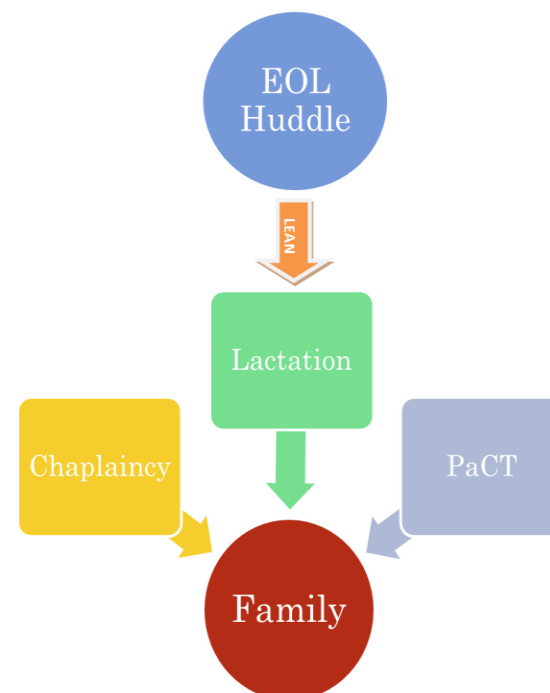 EOL
Huddle
LEAN
Lactation
Chaplaincy
PaCT
Family